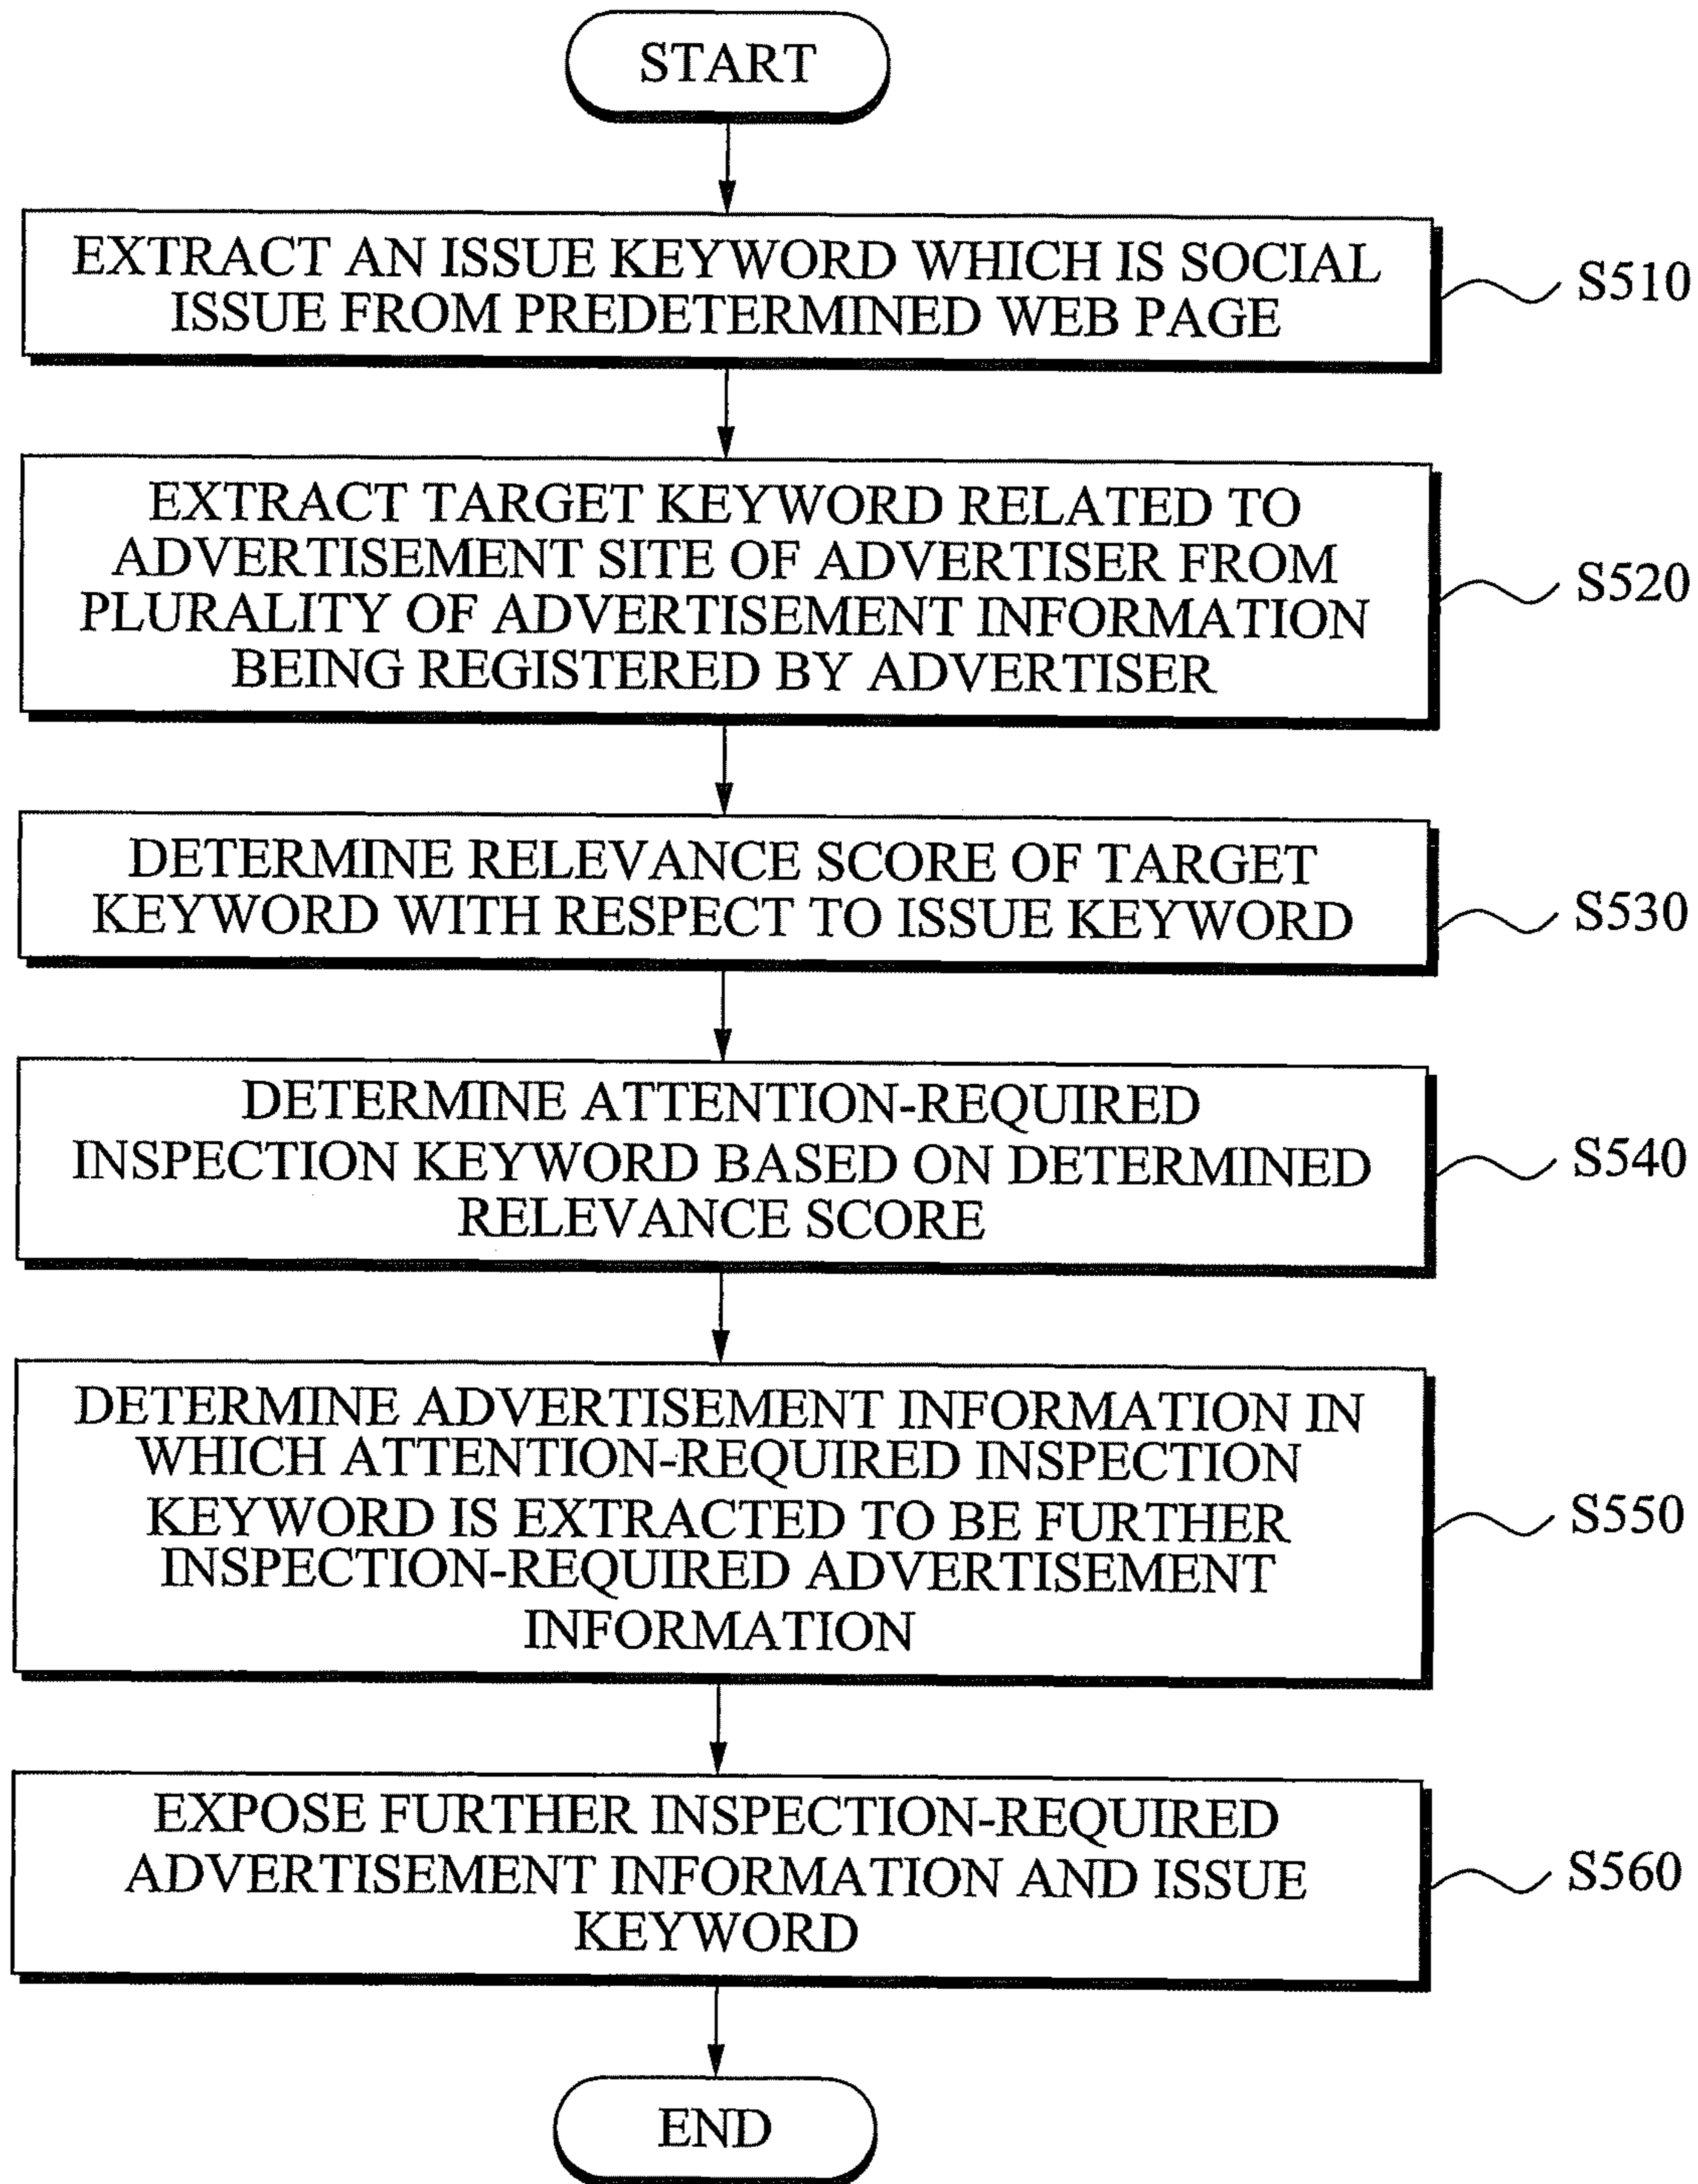 START
EXTRACT AN ISSUE KEYWORD WHICH IS SOCIAL
ISSUE FROM PREDETERMINED WEB PAGE
S510
EXTRACT TARGET KEYWORD RELATED TO
ADVERTISEMENT SITE OF ADVERTISER FROM
PLURALITY OF ADVERTISEMENT INFORMATION
BEING REGISTERED BY ADVERTISER
S520
DETERMINE RELEVANCE SCORE OF TARGET
KEYWORD WITH RESPECT TO ISSUE KEYWORD
S530
DETERMINE ATTENTION-REQUIRED
INSPECTION KEYWORD BASED ON DETERMINED
RELEVANCE SCORE
S540
DETERMINE ADVERTISEMENT INFORMATION IN
WHICH ATTENTION-REQUIRED INSPECTION
KEYWORD IS EXTRACTED TO BE FURTHER
INSPECTION-REQUIRED ADVERTISEMENT
INFORMATION
S550
EXPOSE FURTHER INSPECTION-REQUIRED
ADVERTISEMENT INFORMATION AND ISSUE
KEYWORD
S560
END